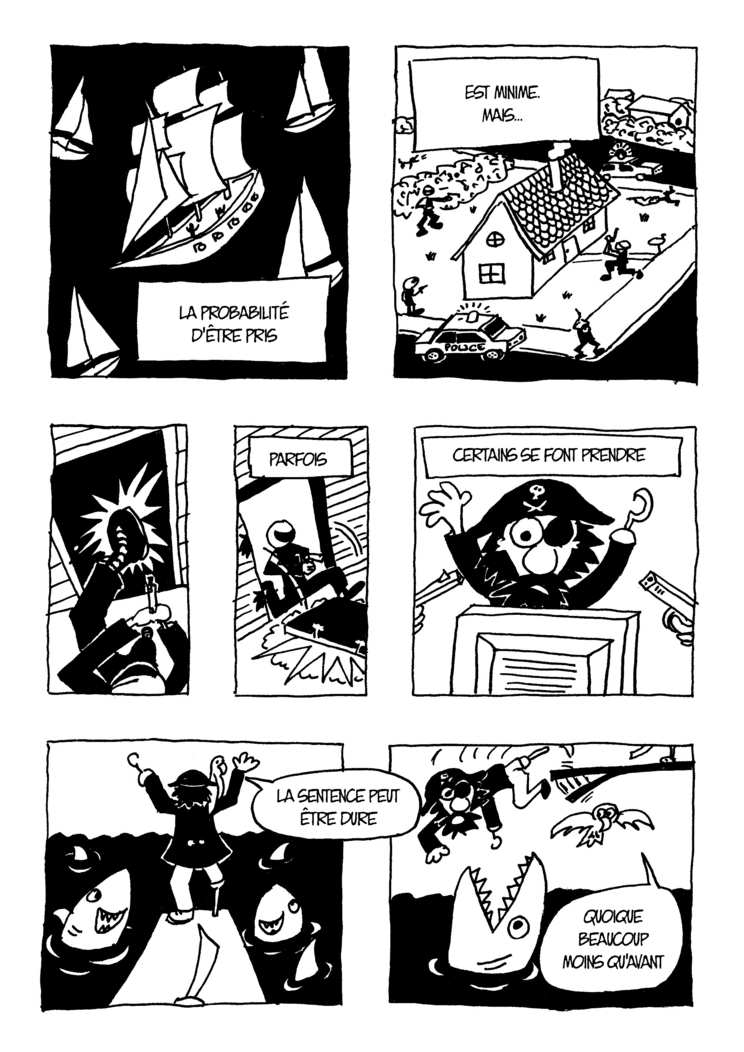 LA PROBABILITÉ
D'ÊTRE PRIS
EST MINIME.
MAIS...
POLICE
PARFOIS
CERTAINS SE FONT PRENDRE
LA SENTENCE PEUT
ÊTRE DURE
QUOIQUE
BEAUCOUP
MOINS QU'AVANT